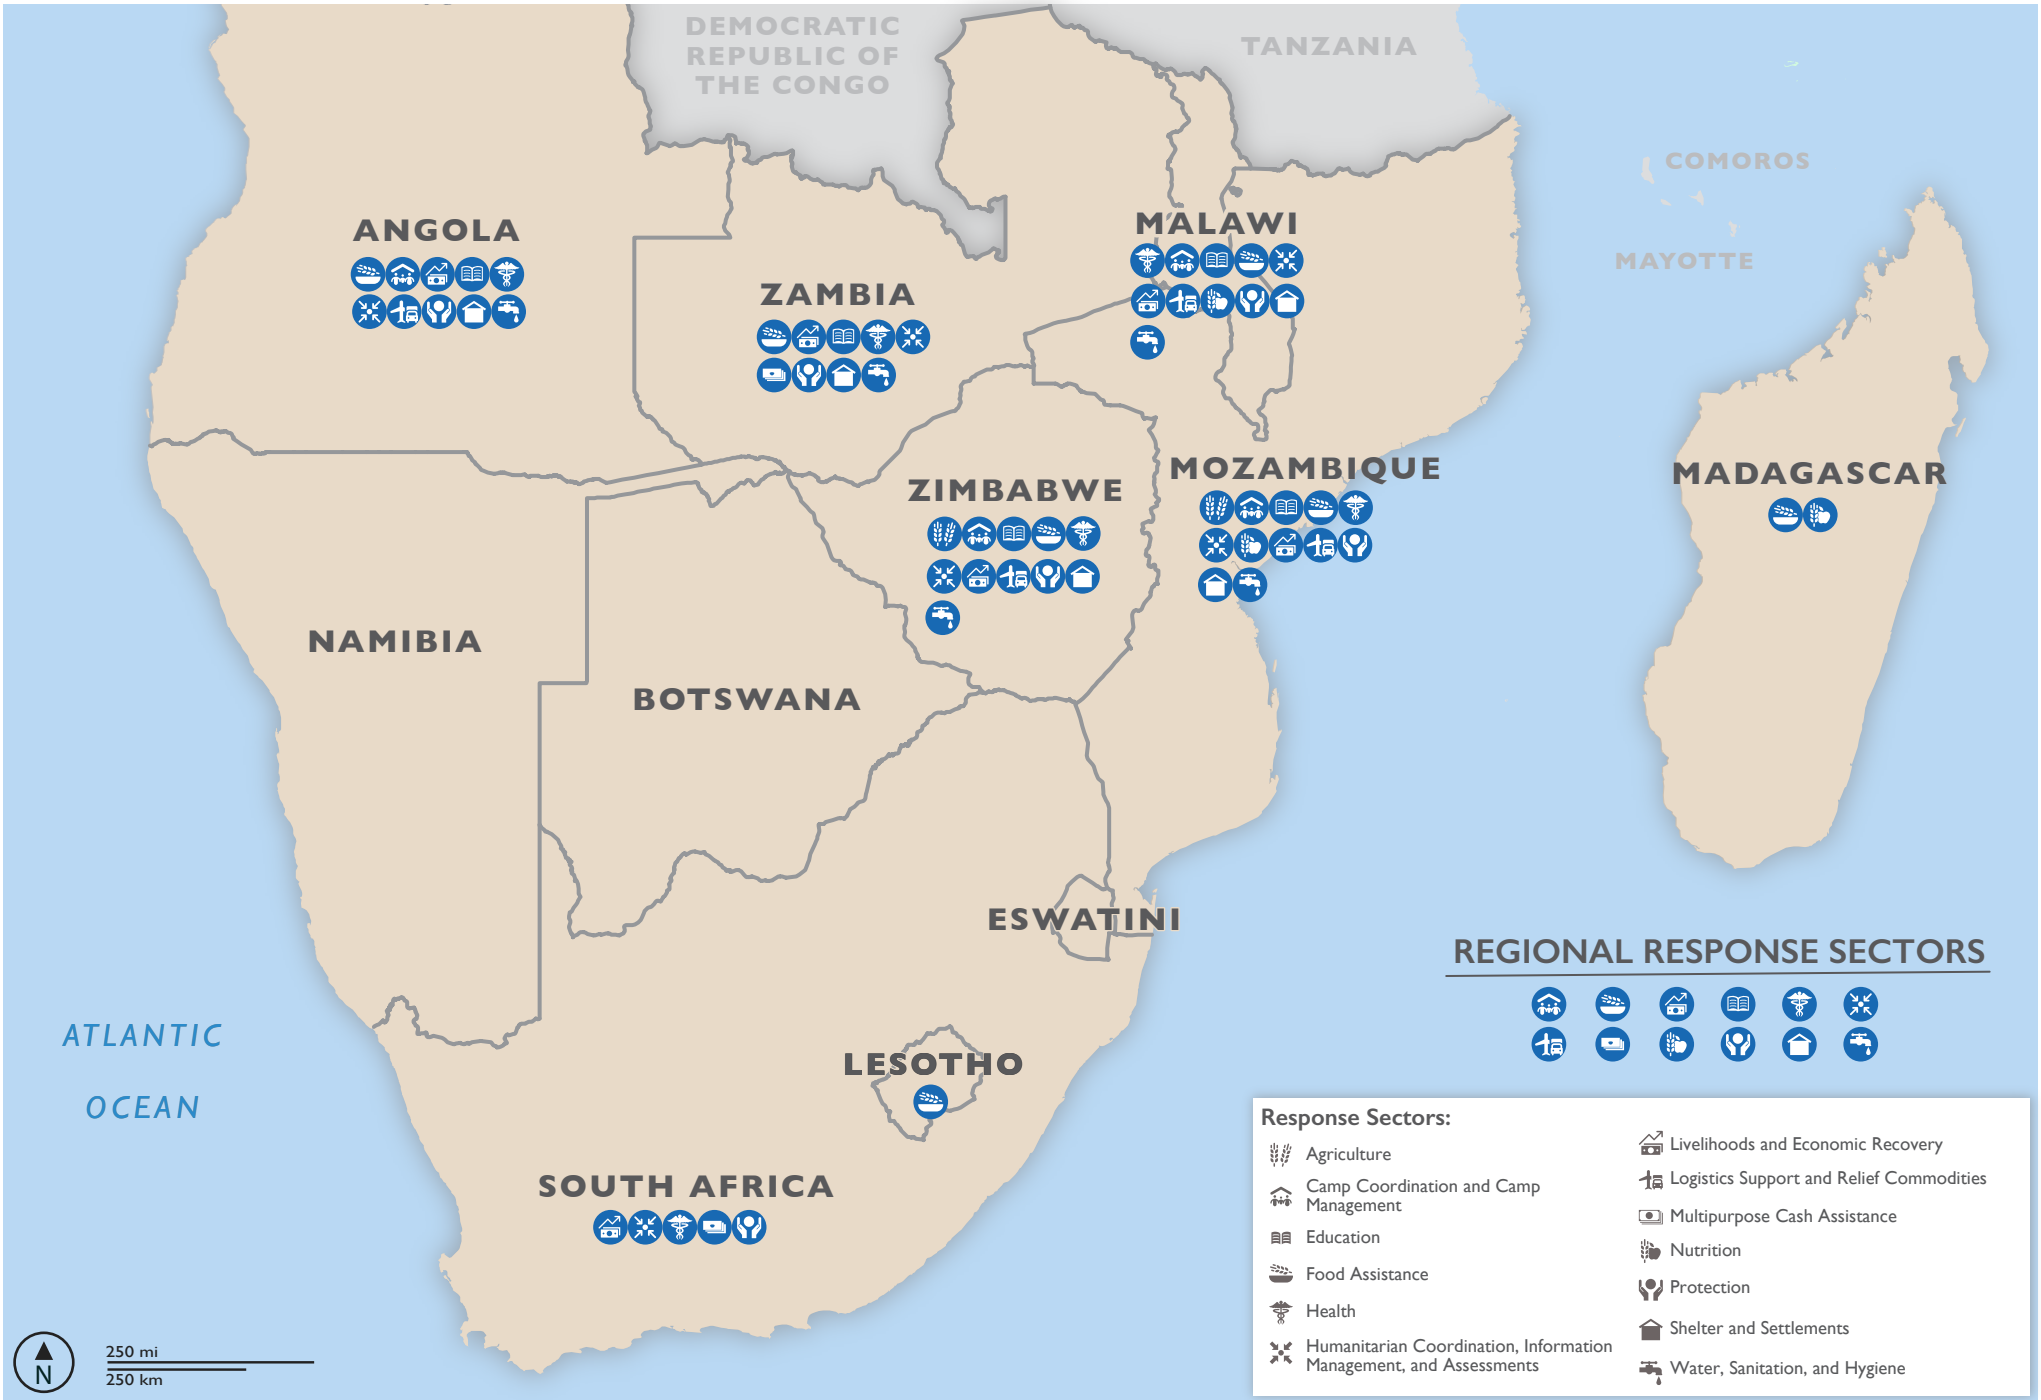 DEMOCRATIC
REPUBLIC OF
THE CONGO
TANZANIA
COMOROS
MAYOTTE
ANGOLA
MALAWI
ZAMBIA
MOZAMBIQUE
MADAGASCAR
ZIMBABWE
NAMIBIA
BOTSWANA
ESWATINI
LESOTHO
SOUTH AFRICA
ATLANTIC
OCEAN
REGIONAL RESPONSE SECTORS
Response Sectors:
Agriculture
Camp Coordination and Camp
Management
Education
Food Assistance
Health
Humanitarian Coordination, Information
Management, and Assessments
Livelihoods and Economic Recovery
Logistics Support and Relief Commodities
Multipurpose Cash Assistance
Nutrition
Protection
Shelter and Settlements
Water, Sanitation, and Hygiene
N
250 mi
250 km